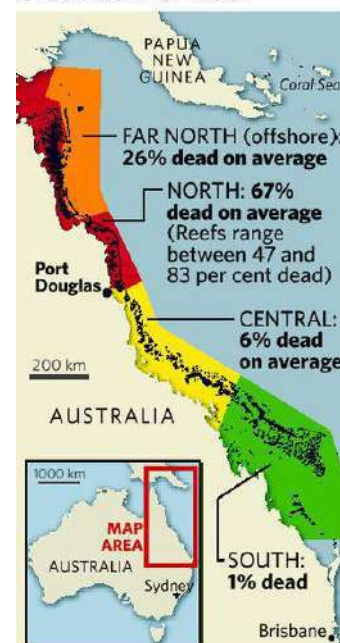 PAPUA
NEW
GUINEA
Coral Sea
FAR NORTH (offshore):
26% dead on average
NORTH: 67%
dead on average
(Reefs range
between 47 and
83 per cent dead)
Port
Douglas
CENTRAL:
6% dead
on average
200 km
AUSTRALIA
1000 km
MAP
AREA
AUSTRALIA
Sydney
SOUTH:
1% dead
Brisbane